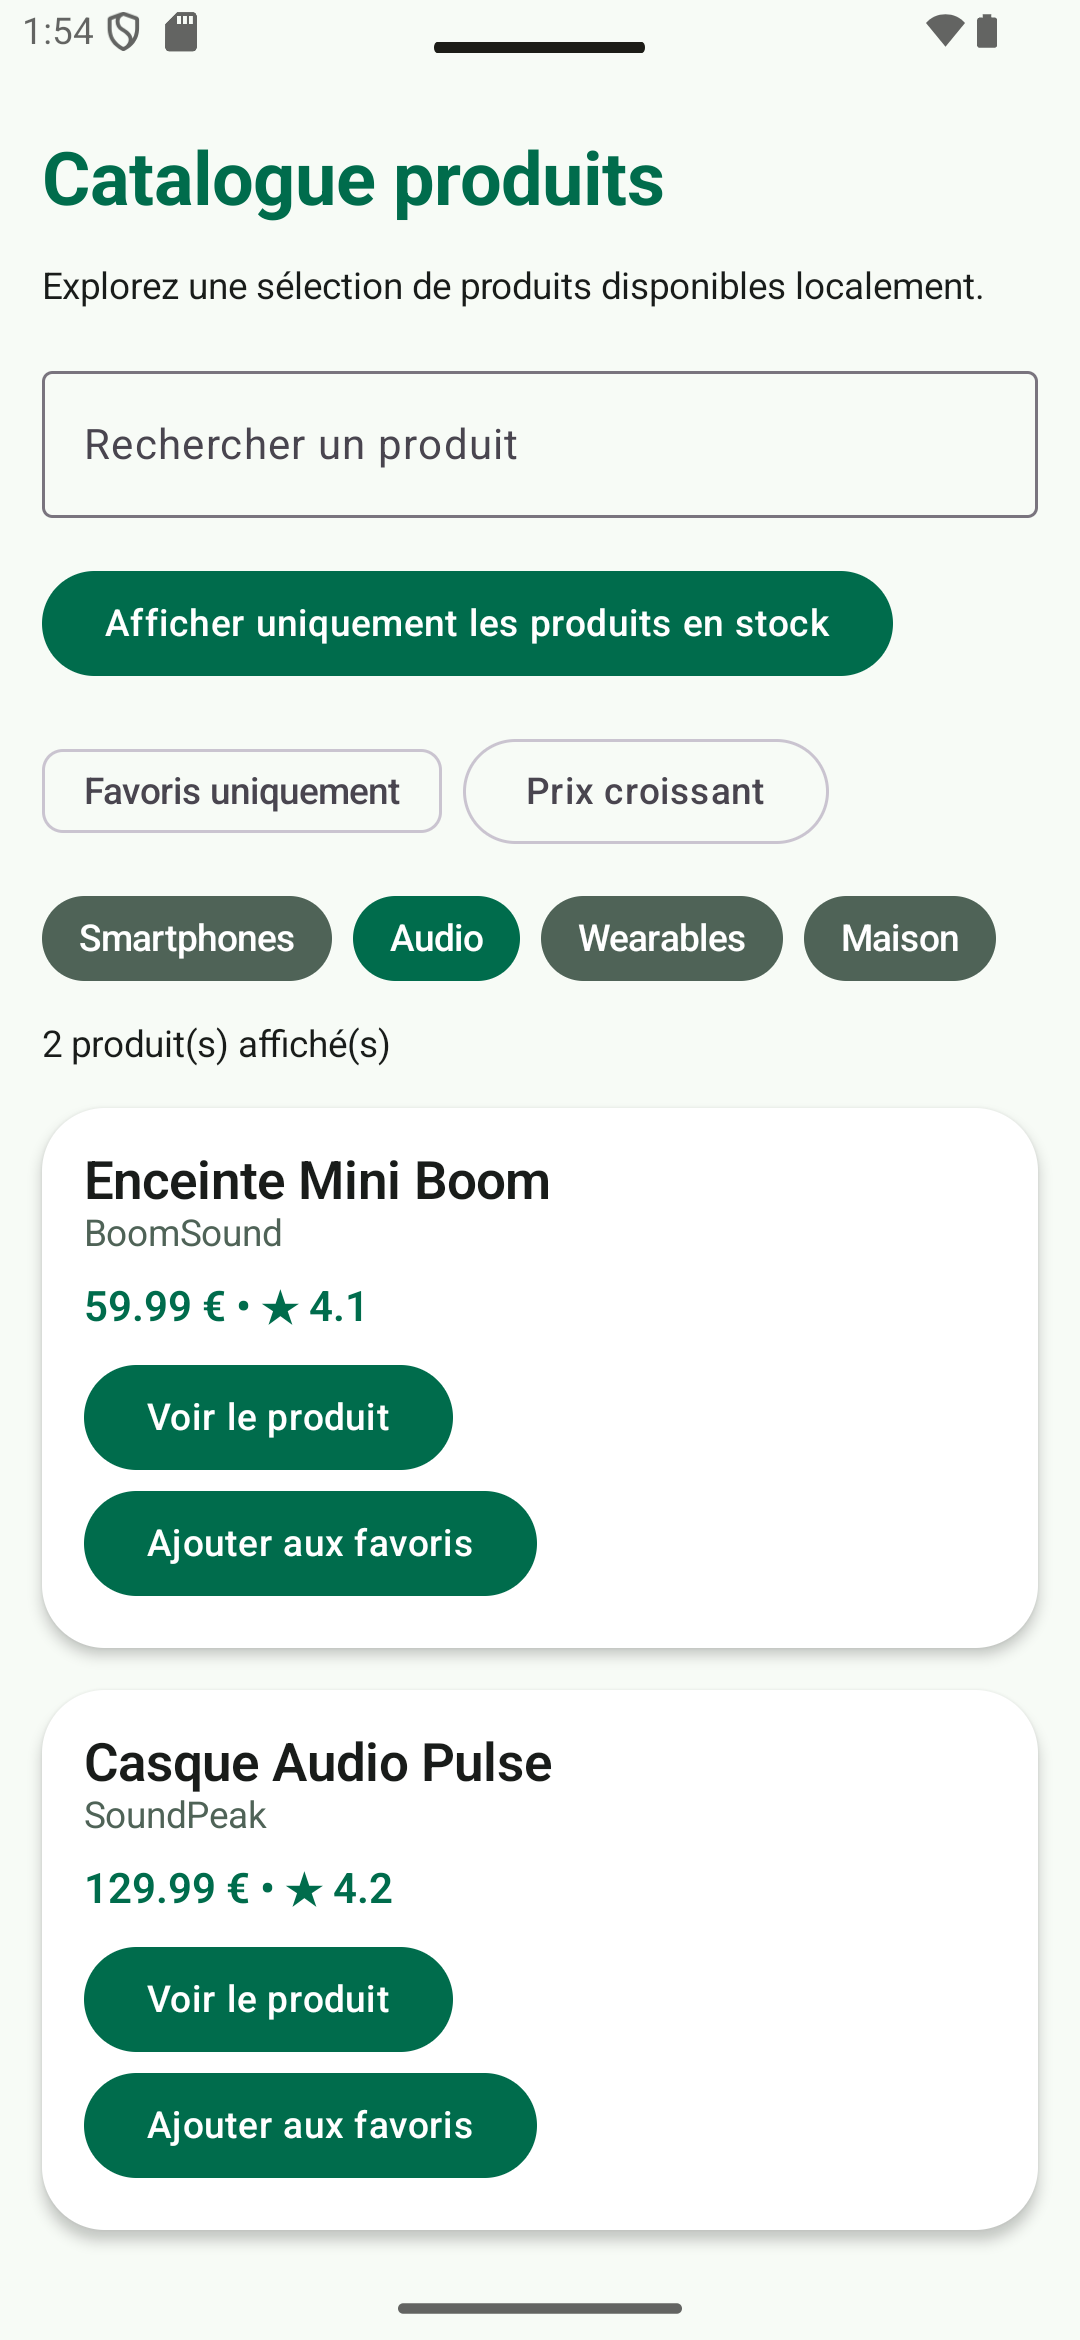 1:54
Catalogue produits
Explorez une sélection de produits disponibles localement.
Rechercher un produit
Afficher uniquement les produits en stock
Favoris uniquement
Prix croissant
Smartphones
Audio
Wearables
Maison
2 produit(s) affiché(s)
Enceinte Mini Boom
BoomSound
59.99 € • ★ 4.1
Voir le produit
Ajouter aux favoris
Casque Audio Pulse
SoundPeak
129.99 € • ★ 4.2
Voir le produit
Ajouter aux favoris